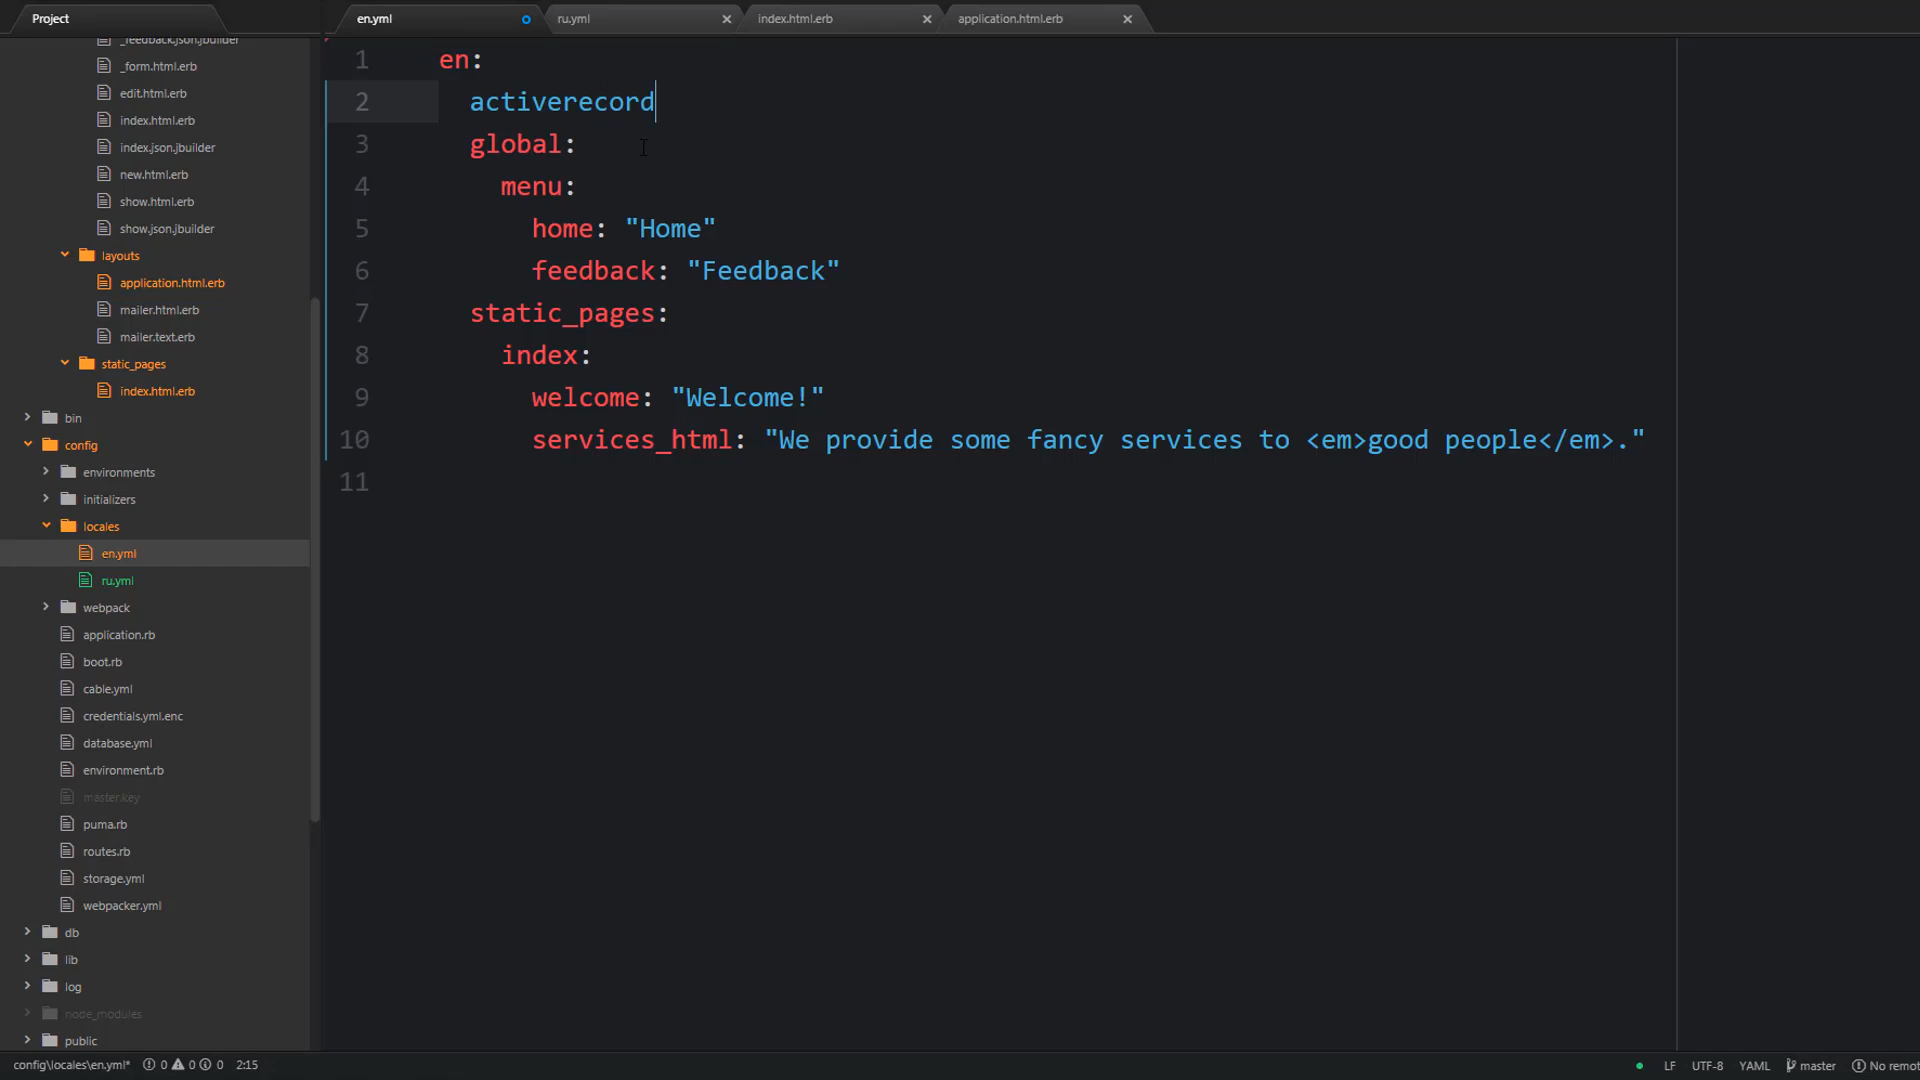 Project
en.yml
ru.yml
index.html.erb
application.html.erb
_feedback.json.jbuilder
_form.html.erb
edit.html.erb
index.html.erb
index.json.jbuilder
new.html.erb
show.html.erb
show.json.jbuilder
layouts
application.html.erb
mailer.html.erb
mailer.text.erb
static_pages
index.html.erb
bin
config
environments
initializers
locales
en.yml
ru.yml
webpack
application.rb
boot.rb
cable.yml
credentials.yml.enc
database.yml
environment.rb
master.key
puma.rb
routes.rb
storage.yml
webpacker.yml
db
lib
log
node_modules
public
1 en:
2 activerecord
3 global:
4 menu:
5 home: "Home"
6 feedback: "Feedback"
7 static_pages:
8 index:
9 welcome: "Welcome!"
10 services_html: "We provide some fancy services to <em>good people</em>."
11
config\locales\en.yml* 0 0 0 2:15
LF UTF-8 YAML master No remot